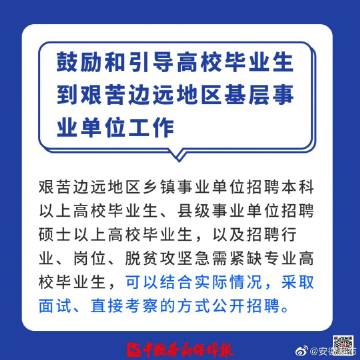 鼓励和引导高校毕业生
到艰苦边远地区基层事
业单位工作
艰苦边远地区乡镇事业单位招聘本科
以上高校毕业生、县级事业单位招聘
硕士以上高校毕业生，以及招聘行
业、岗位、脱贫攻坚急需紧缺专业高
校毕业生，可以结合实际情况，采取
面试、直接考察的方式公开招聘。
中国劳动保障报